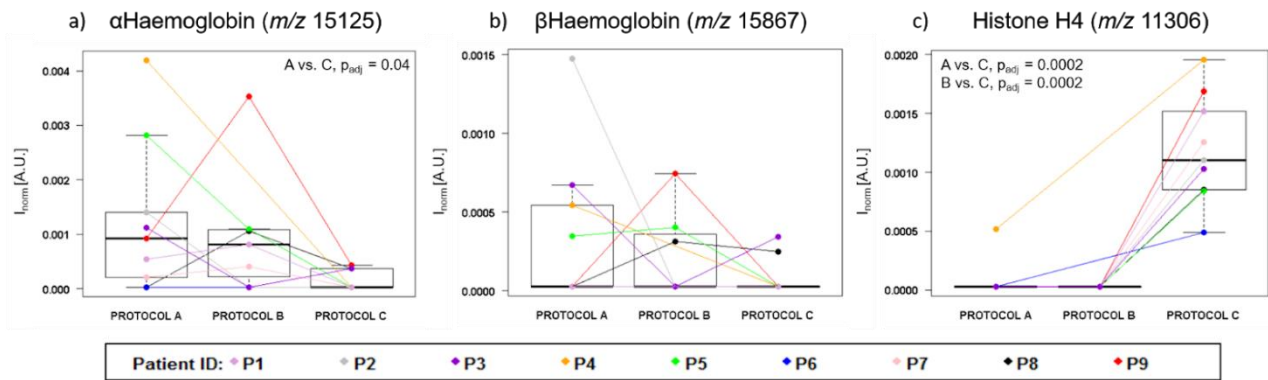 a) αHaemoglobin (m/z 15125)
A vs. C, padj = 0.04
Inorm [A.U.]
0.004
0.003
0.002
0.001
0.000
PROTOCOL A PROTOCOL B PROTOCOL C
b) βHaemoglobin (m/z 15867)
Inorm [A.U.]
0.0015
0.0010
0.0005
0.0000
PROTOCOL A PROTOCOL B PROTOCOL C
c) Histone H4 (m/z 11306)
A vs. C, padj = 0.0002
B vs. C, padj = 0.0002
Inorm [A.U.]
0.0020
0.0015
0.0010
0.0005
0.0000
PROTOCOL A PROTOCOL B PROTOCOL C
Patient ID: P1 P2 P3 P4 P5 P6 P7 P8 P9